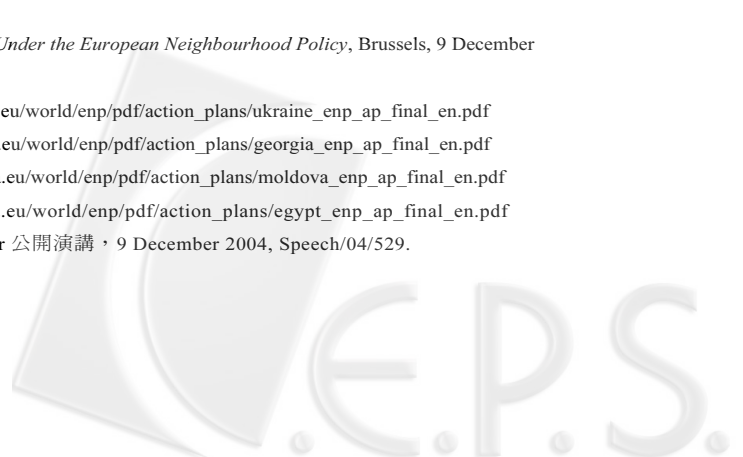 Under the European Neighbourhood Policy, Brussels, 9 December
eu/world/enp/pdf/action_plans/ukraine_enp_ap_final_en.pdf
.eu/world/enp/pdf/action_plans/georgia_enp_ap_final_en.pdf
.eu/world/enp/pdf/action_plans/moldova_enp_ap_final_en.pdf
.eu/world/enp/pdf/action_plans/egypt_enp_ap_final_en.pdf
r 公開演講，9 December 2004, Speech/04/529.
C.E.P.S.